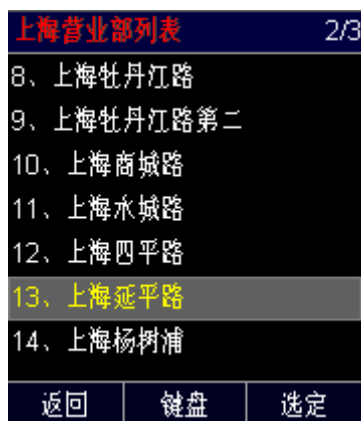 上海营业部列表 2/3
8、上海牡丹江路
9、上海牡丹江路第二
10、上海商城路
11、上海水城路
12、上海四平路
13、上海延平路
14、上海杨树浦
返回 键盘 选定